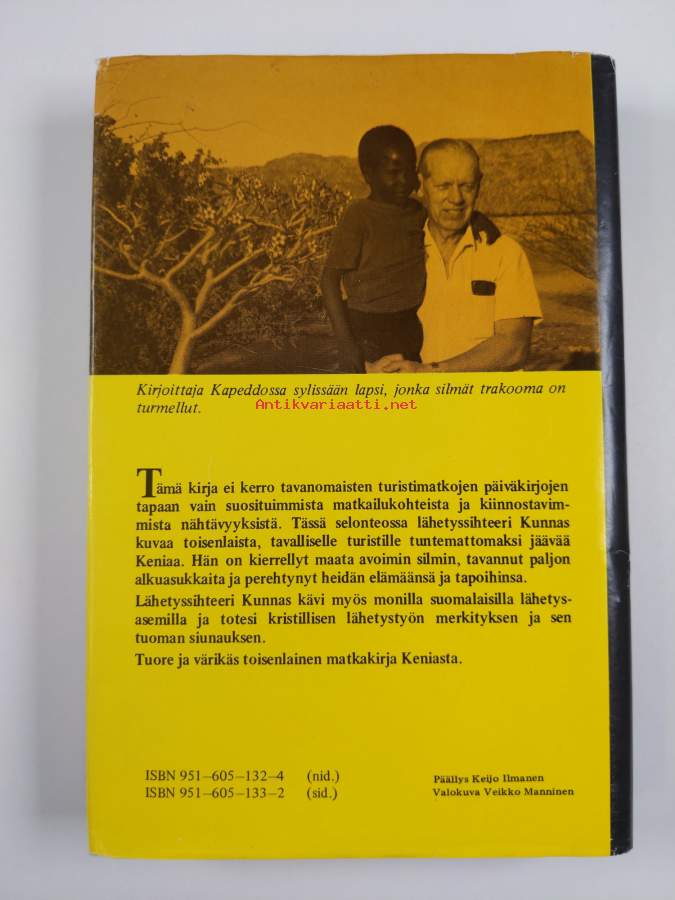 Kirjoittaja Kapeddossa sylissään lapsi, jonka silmät trakooma on
turmellut.
Antikvariaatti.net
Tämä kirja ei kerro tavanomaisten turistimatkojen päiväkirjojen
tapaan vain suosituimmista matkailukohteista ja kiinnostavim-
mista nähtävyyksistä. Tässä selonteossa lähetyssihteeri Kunnas
kuvaa toisenlaista, tavalliselle turistille tuntemattomaksi jäävää
Keniaa. Hän on kierrellyt maata avoimin silmin, tavannut paljon
alkuasukkaita ja perehtynyt heidän elämäänsä ja tapoihinsa.
Lähetyssihteeri Kunnas kävi myös monilla suomalaisilla lähetys-
asemilla ja totesi kristillisen lähetystyön merkityksen ja sen
tuoman siunauksen.
Tuore ja värikäs toisenlainen matkakirja Keniasta.
ISBN 951-605-132-4 (nid.)
ISBN 951-605-133-2 (sid.)
Päällys Keijo Ilmanen
Valokuva Veikko Manninen